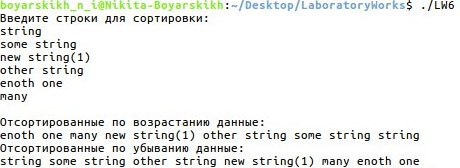 boyarskikh_n_i@Nikita-Boyarskikh:~/Desktop/LaboratoryWorks$ ./LW6
Введите строки для сортировки:
string
some string
new string(1)
other string
enoth one
many
Отсортированные по возрастанию данные:
enoth one many new string(1) other string some string string
Отсортированные по убыванию данные:
string some string other string new string(1) many enoth one